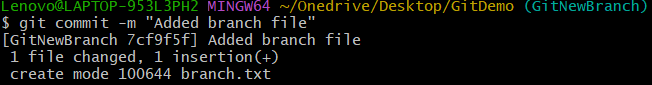 Lenovo@LAPTOP-953L3PH2 MINGW64 ~/Onedrive/Desktop/GitDemo (GitNewBranch)
$ git commit -m "Added branch file"
[GitNewBranch 7cf9f5f] Added branch file
 1 file changed, 1 insertion(+)
 create mode 100644 branch.txt